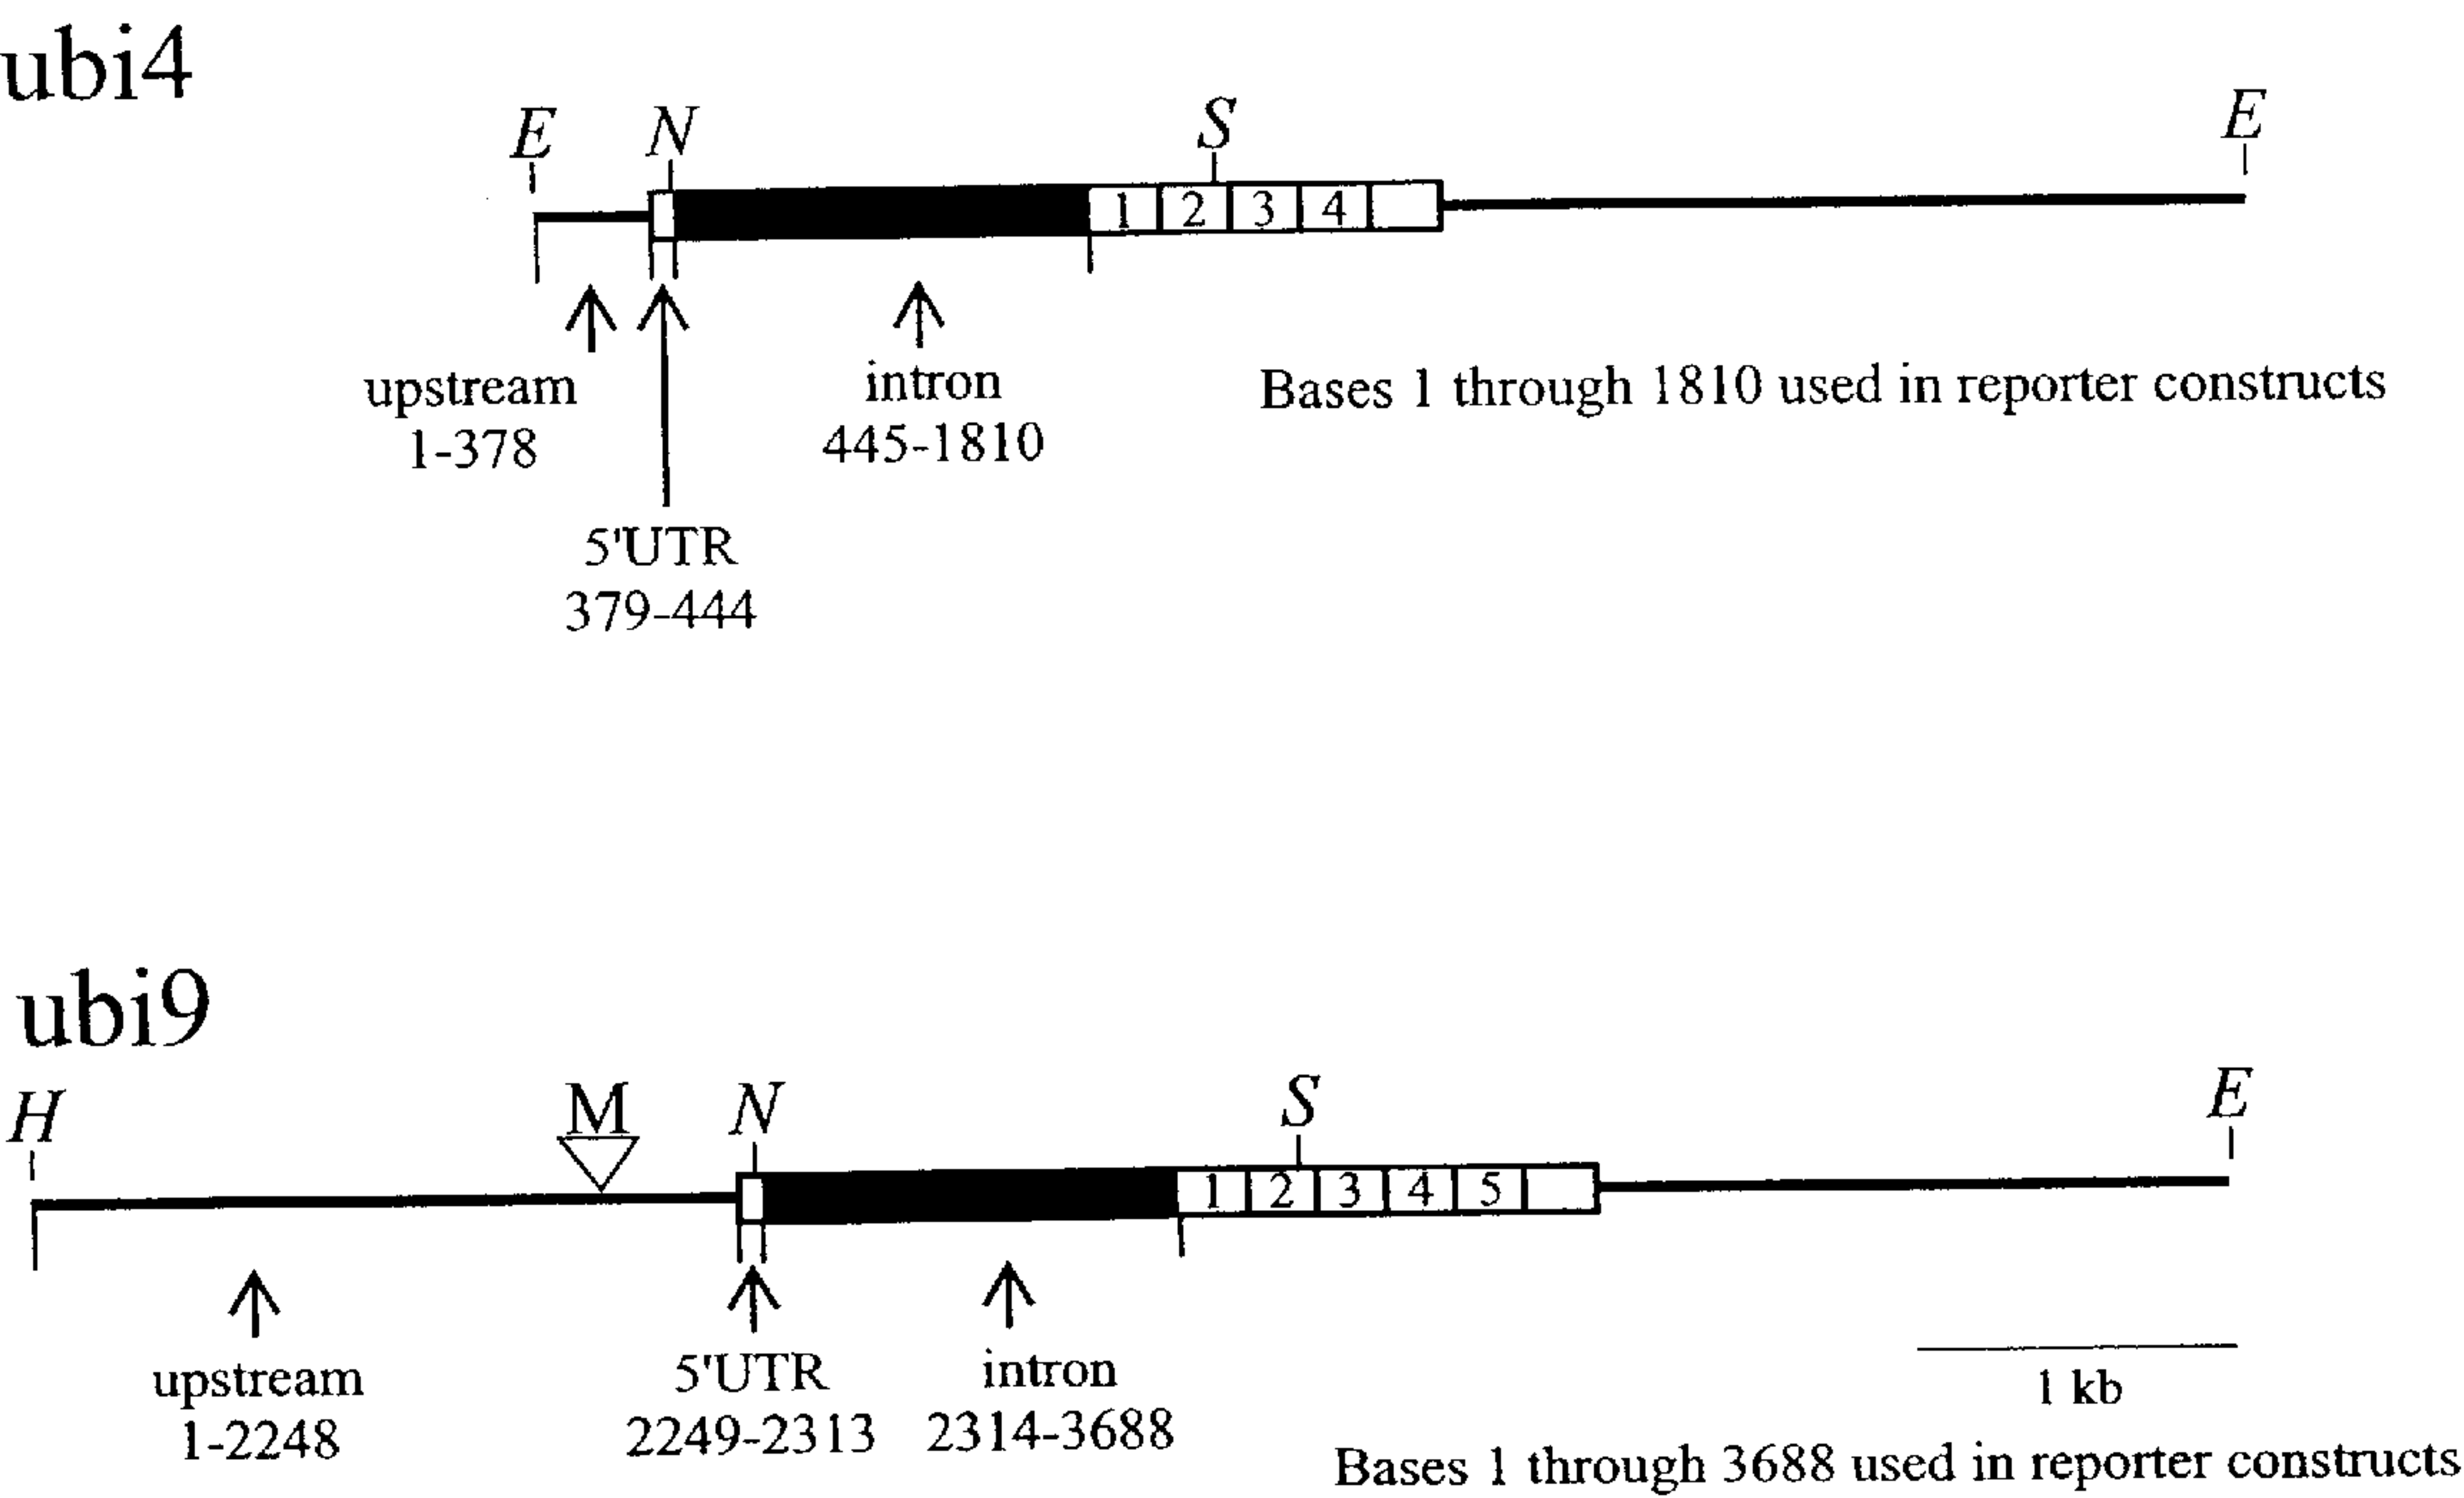 ubi4
E N S E
1 2 3 4
upstream
1-378
intron
445-1810
Bases 1 through 1810 used in reporter constructs
5'UTR
379-444
ubi9
H M N S E
1 2 3 4 5
upstream
1-2248
5'UTR
2249-2313
intron
2314-3688
1 kb
Bases 1 through 3688 used in reporter constructs